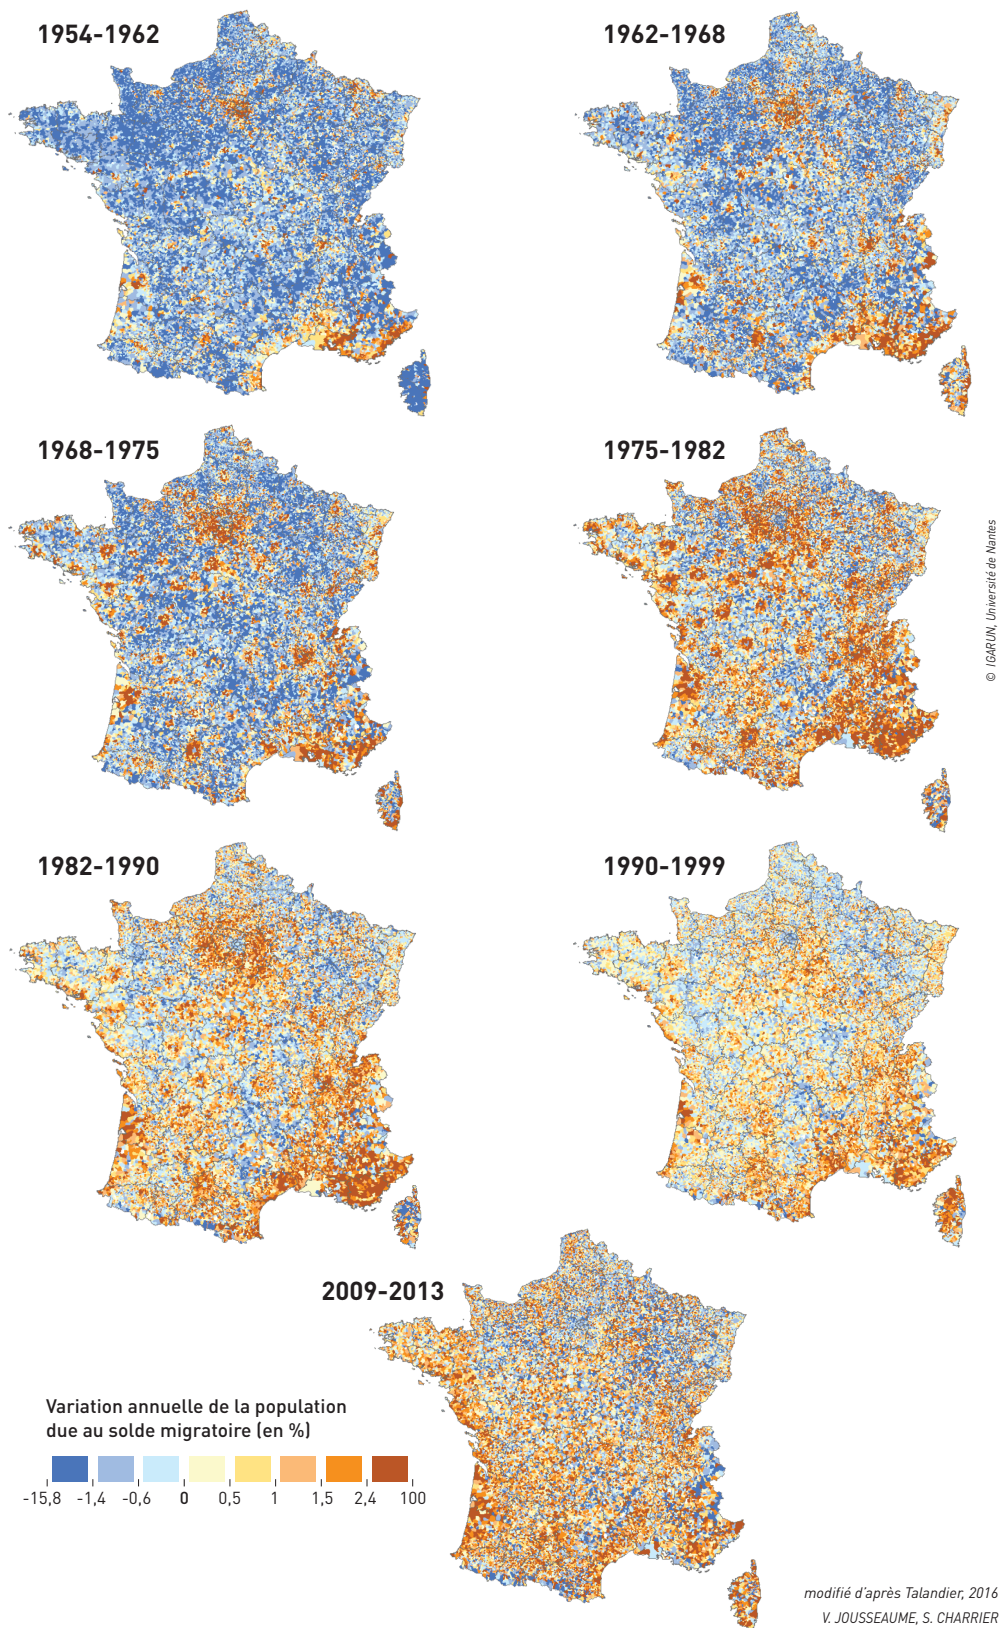 1954-1962
1962-1968
1968-1975
1975-1982
© IGARUN, Université de Nantes
1982-1990
1990-1999
2009-2013
Variation annuelle de la population
due au solde migratoire (en %)
-15,8 -1,4 -0,6 0 0,5 1 1,5 2,4 100
modifié d'après Talandier, 2016
V. JOUSSEAUME, S. CHARRIER